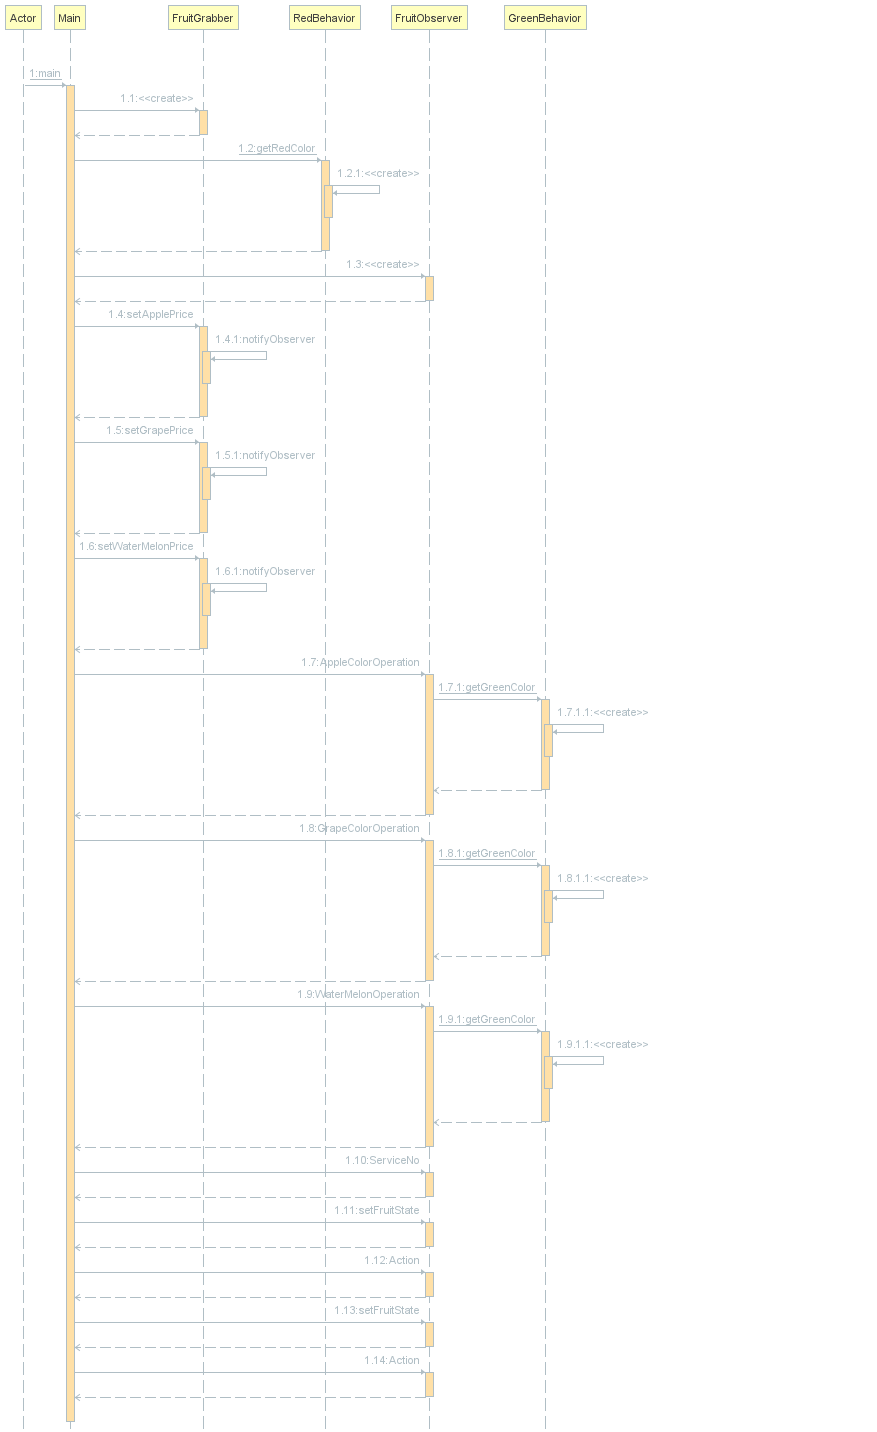 Actor Main FruitGrabber RedBehavior FruitObserver GreenBehavior
1:main
1.1:<<create>>
1.2:getRedColor
1.2.1:<<create>>
1.3:<<create>>
1.4:setApplePrice
1.4.1:notifyObserver
1.5:setGrapePrice
1.5.1:notifyObserver
1.6:setWaterMelonPrice
1.6.1:notifyObserver
1.7:AppleColorOperation
1.7.1:getGreenColor
1.7.1.1:<<create>>
1.8:GrapeColorOperation
1.8.1:getGreenColor
1.8.1.1:<<create>>
1.9:WaterMelonOperation
1.9.1:getGreenColor
1.9.1.1:<<create>>
1.10:ServiceNo
1.11:setFruitState
1.12:Action
1.13:setFruitState
1.14:Action